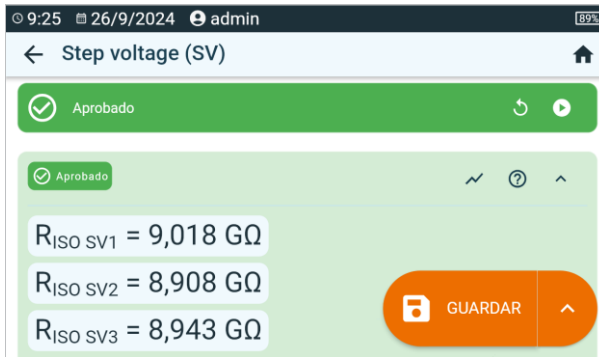 9:25 26/9/2024 admin 89%
Step voltage (SV)
Aprobado
Aprobado
RISO SV1 = 9,018 GΩ
RISO SV2 = 8,908 GΩ
RISO SV3 = 8,943 GΩ
GUARDAR